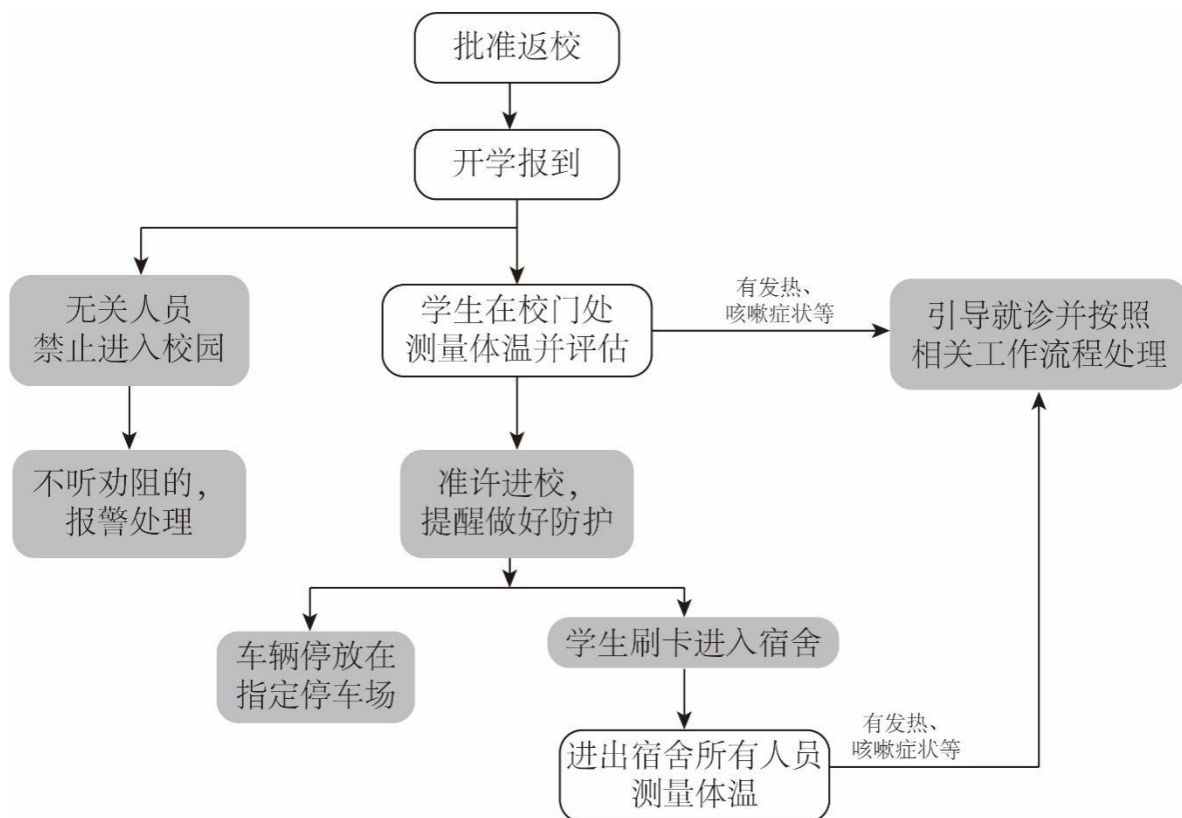 批准返校
开学报到
无关人员
禁止进入校园
学生在校门处
测量体温并评估
有发热、
咳嗽症状等
引导就诊并按照
相关工作流程处理
不听劝阻的，
报警处理
准许进校，
提醒做好防护
车辆停放在
指定停车场
学生刷卡进入宿舍
进出宿舍所有人员
测量体温
有发热、
咳嗽症状等